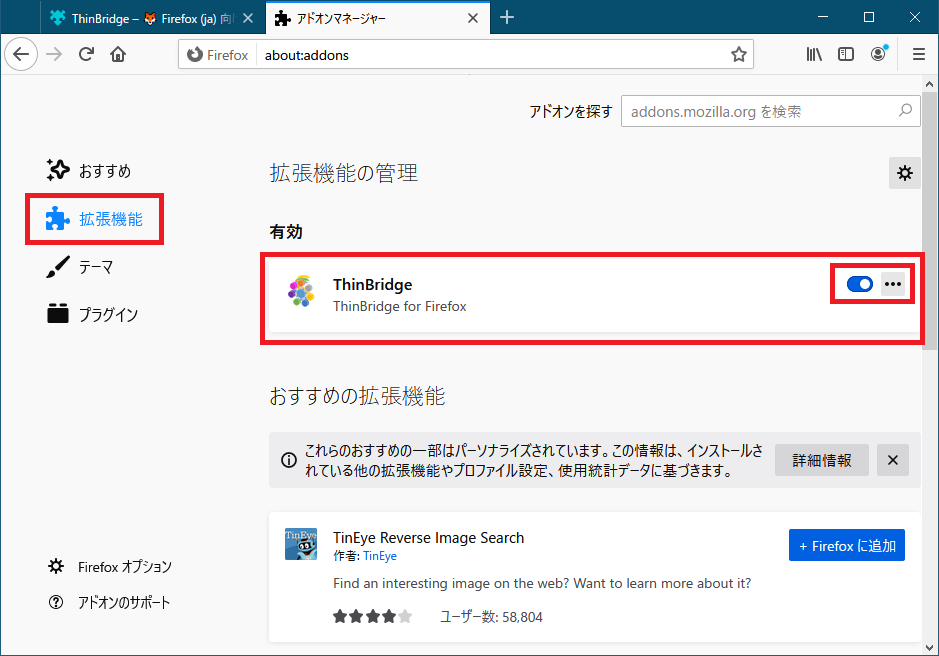 ThinBridge – 🦊 Firefox (ja) 向
アドオンマネージャー
Firefox
about:addons
アドオンを探す
addons.mozilla.org を検索
おすすめ
拡張機能
テーマ
プラグイン
Firefox オプション
アドオンのサポート
拡張機能の管理
有効
ThinBridge
ThinBridge for Firefox
おすすめの拡張機能
これらのおすすめの一部はパーソナライズされています。この情報は、インストールさ
れている他の拡張機能やプロファイル設定、使用統計データに基づきます。
詳細情報
TinEye
TinEye Reverse Image Search
作者: TinEye
+ Firefox に追加
Find an interesting image on the web? Want to learn more about it?
ユーザー数: 58,804